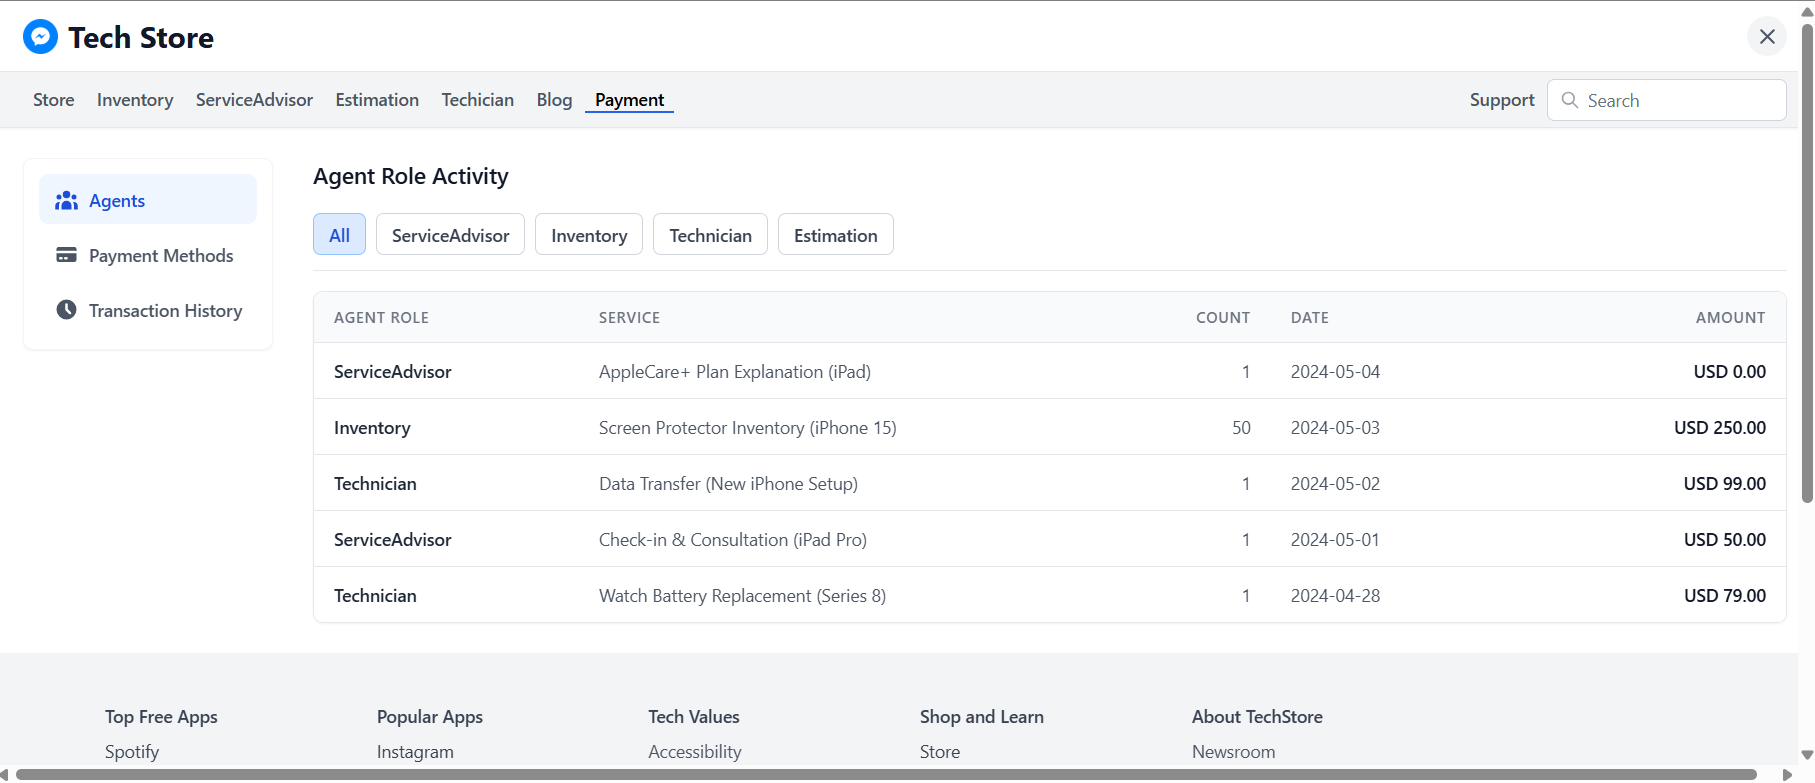 Tech Store
Store Inventory ServiceAdvisor Estimation Techician Blog Payment Support Search
Agents
Payment Methods
Transaction History
Agent Role Activity
All ServiceAdvisor Inventory Technician Estimation
AGENT ROLE SERVICE COUNT DATE AMOUNT
ServiceAdvisor AppleCare+ Plan Explanation (iPad) 1 2024-05-04 USD 0.00
Inventory Screen Protector Inventory (iPhone 15) 50 2024-05-03 USD 250.00
Technician Data Transfer (New iPhone Setup) 1 2024-05-02 USD 99.00
ServiceAdvisor Check-in & Consultation (iPad Pro) 1 2024-05-01 USD 50.00
Technician Watch Battery Replacement (Series 8) 1 2024-04-28 USD 79.00
Top Free Apps Popular Apps Tech Values Shop and Learn About TechStore
Spotify Instagram Accessibility Store Newsroom